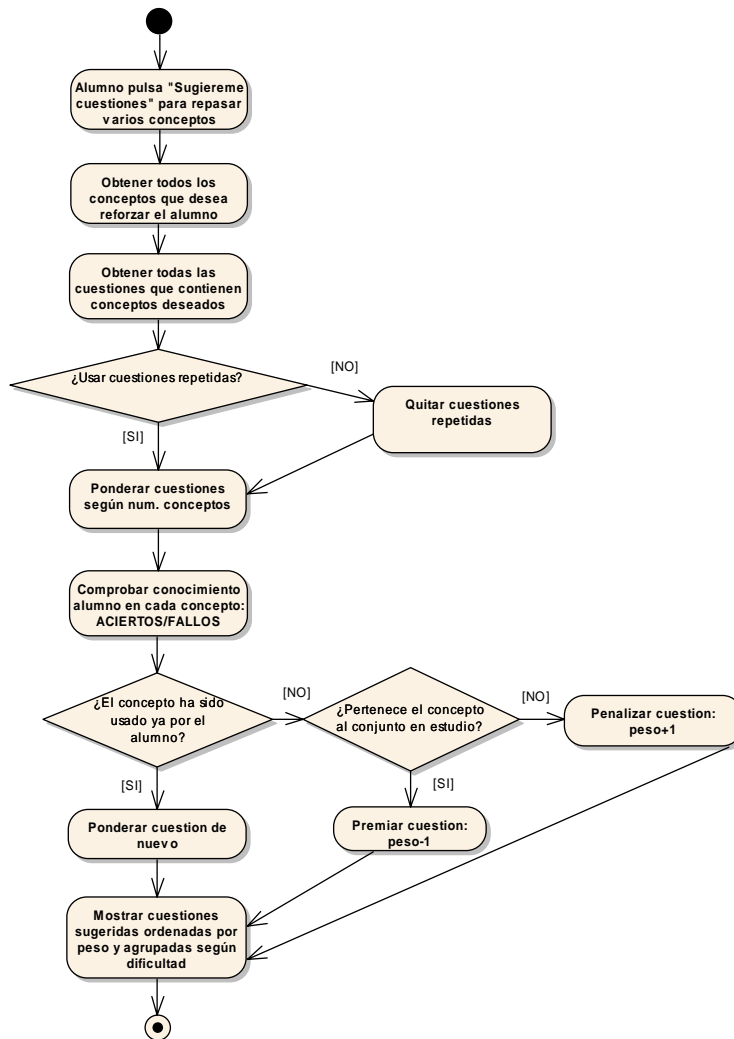 Alumno pulsa "Sugiereme
cuestiones" para repasar
varios conceptos
Obtener todos los
conceptos que desea
reforzar el alumno
Obtener todas las
cuestiones que contienen
conceptos deseados
¿Usar cuestiones repetidas?
[NO]
Quitar cuestiones
repetidas
[SI]
Ponderar cuestiones
según num. conceptos
Comprobar conocimiento
alumno en cada concepto:
ACIERTOS/FALLOS
¿El concepto ha sido
usado ya por el
alumno?
[NO]
¿Pertenece el concepto
al conjunto en estudio?
[NO]
Penalizar cuestion:
peso+1
[SI]
[SI]
Ponderar cuestion de
nuevo
Premiar cuestion:
peso-1
Mostrar cuestiones
sugeridas ordenadas por
peso y agrupadas según
dificultad